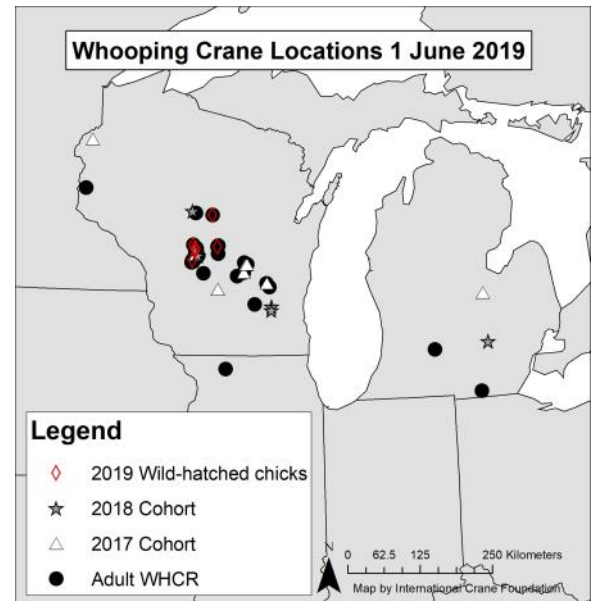 Whooping Crane Locations 1 June 2019
Legend
2019 Wild-hatched chicks
2018 Cohort
2017 Cohort
Adult WHCR
N
0 62.5 125 250 Kilometers
Map by International Crane Foundation